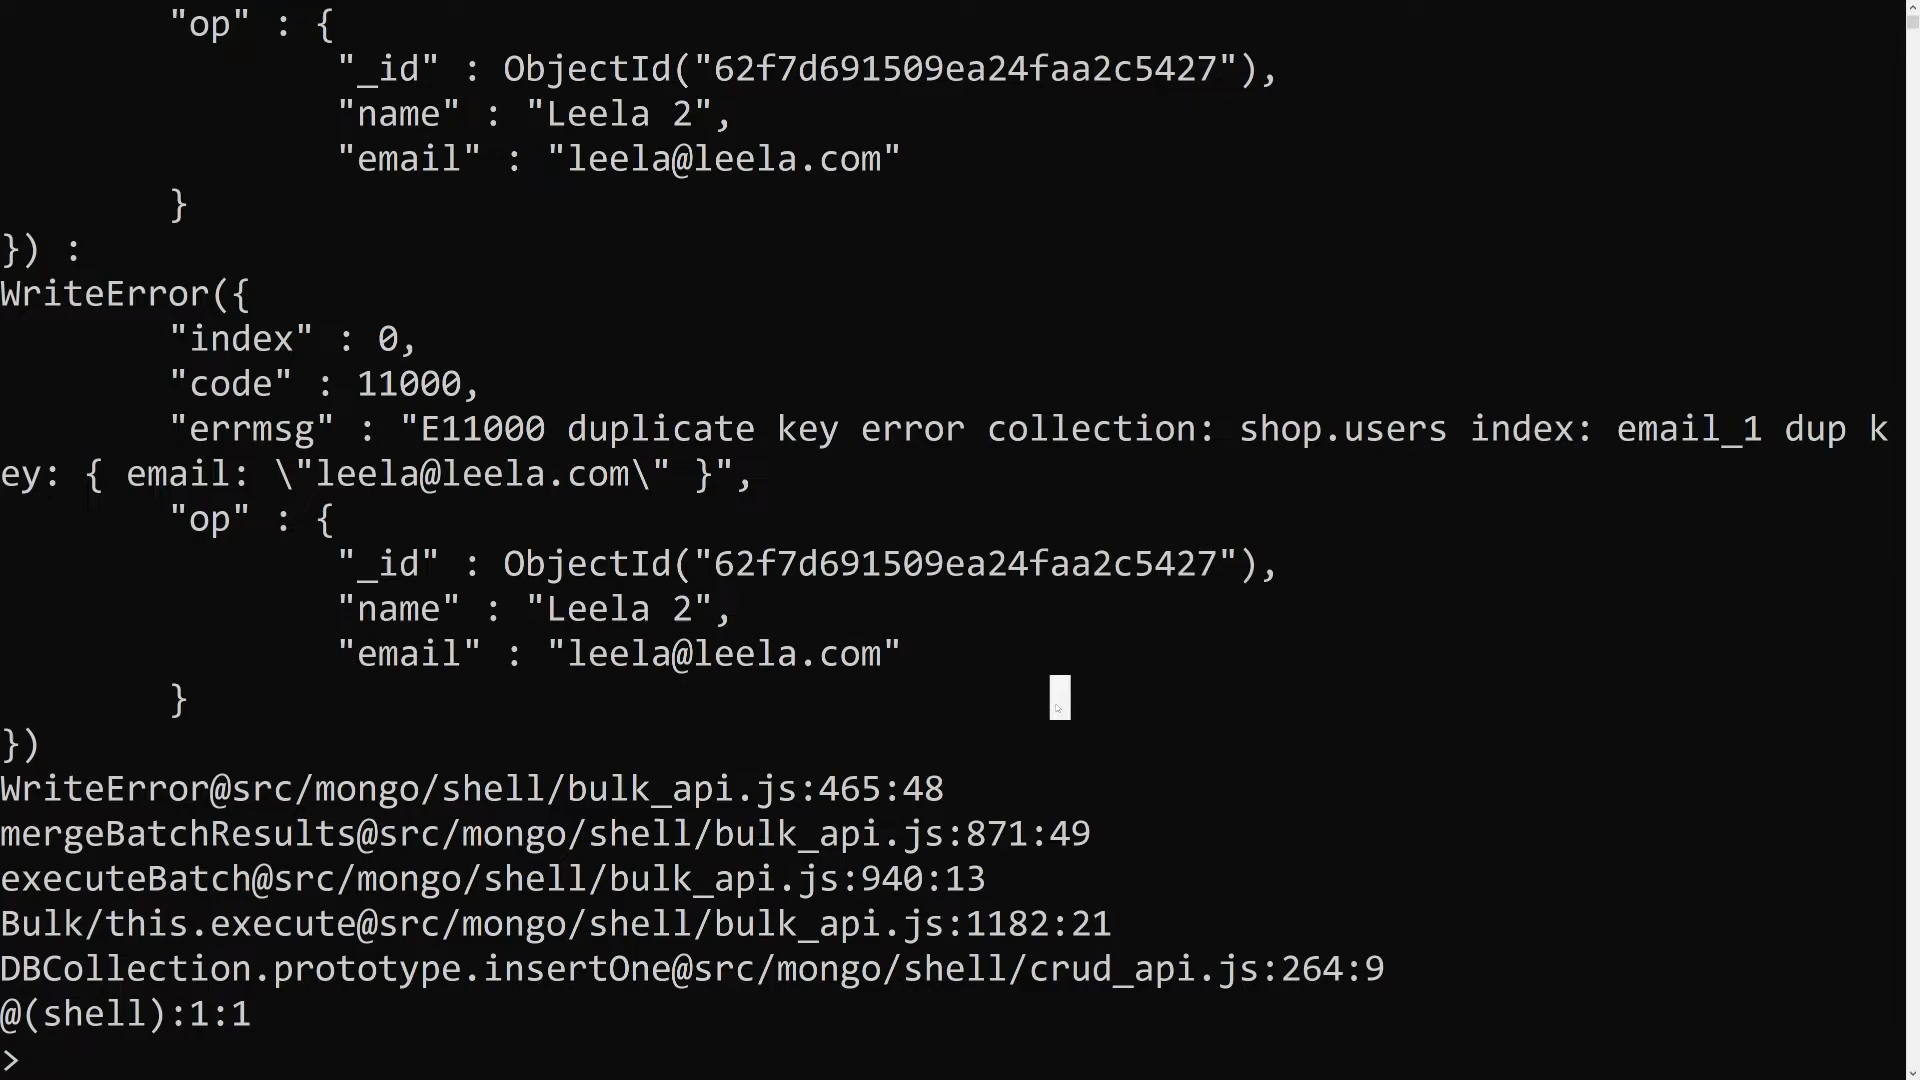 "op" : {
"_id" : ObjectId("62f7d691509ea24faa2c5427"),
"name" : "Leela 2",
"email" : "leela@leela.com"
}
}) :
WriteError({
"index" : 0,
"code" : 11000,
"errmsg" : "E11000 duplicate key error collection: shop.users index: email_1 dup k
ey: { email: \"leela@leela.com\" }",
"op" : {
"_id" : ObjectId("62f7d691509ea24faa2c5427"),
"name" : "Leela 2",
"email" : "leela@leela.com"
}
})
WriteError@src/mongo/shell/bulk_api.js:465:48
mergeBatchResults@src/mongo/shell/bulk_api.js:871:49
executeBatch@src/mongo/shell/bulk_api.js:940:13
Bulk/this.execute@src/mongo/shell/bulk_api.js:1182:21
DBCollection.prototype.insertOne@src/mongo/shell/crud_api.js:264:9
@(shell):1:1
>